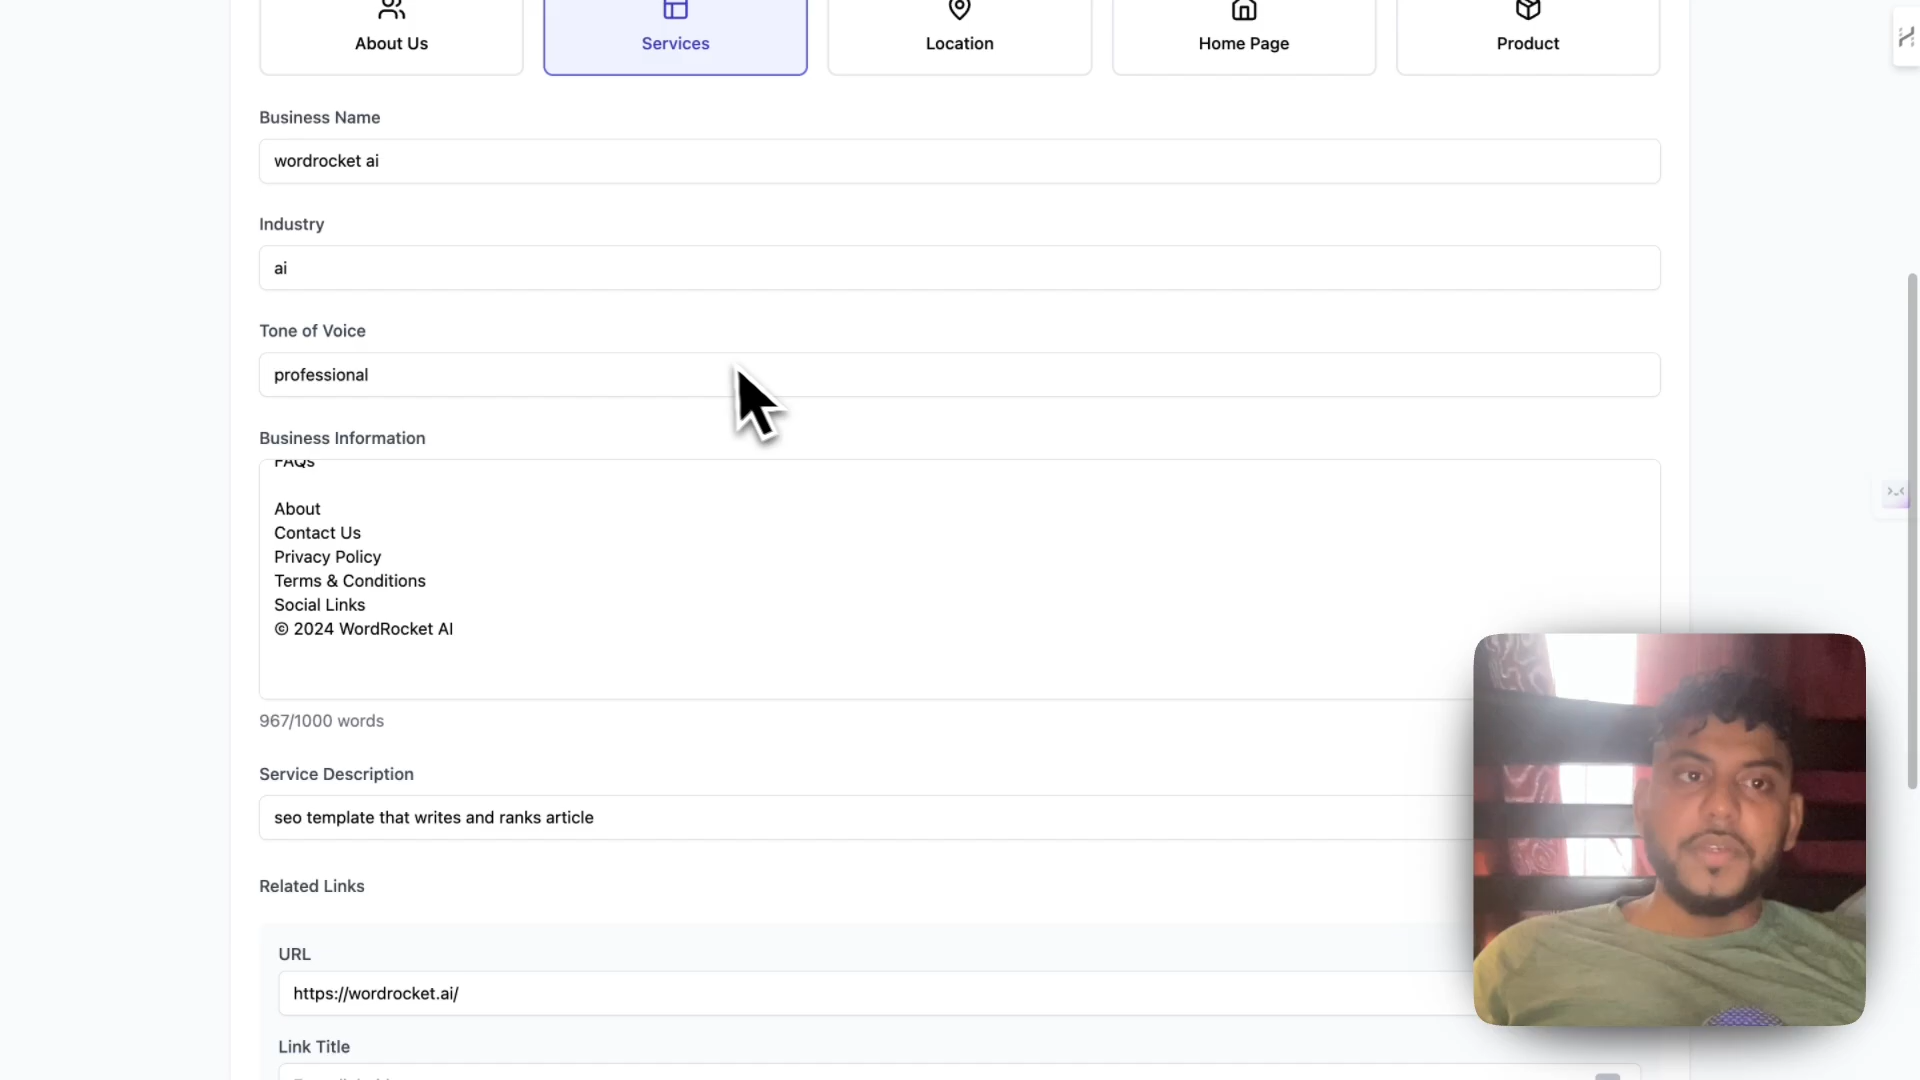 About Us
Services
Location
Home Page
Product
Business Name
wordrocket ai
Industry
ai
Tone of Voice
professional
Business Information
FAQs
About
Contact Us
Privacy Policy
Terms & Conditions
Social Links
© 2024 WordRocket AI
967/1000 words
Service Description
seo template that writes and ranks article
Related Links
URL
https://wordrocket.ai/
Link Title